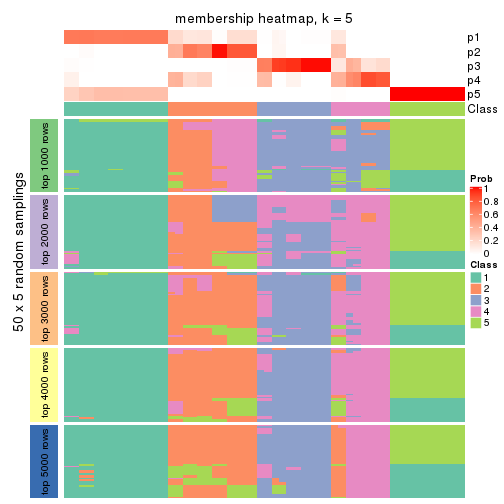 membership heatmap, k = 5
p1
p2
p3
p4
p5
Class
50 x 5 random samplings
top 1000 rows
top 2000 rows
top 3000 rows
top 4000 rows
top 5000 rows
Prob
1
0.8
0.6
0.4
0.2
0
Class
1
2
3
4
5